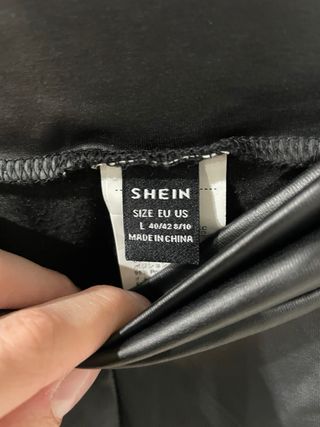 SHEIN
SIZE EU US
L 40/42 8/10
MADE IN CHINA